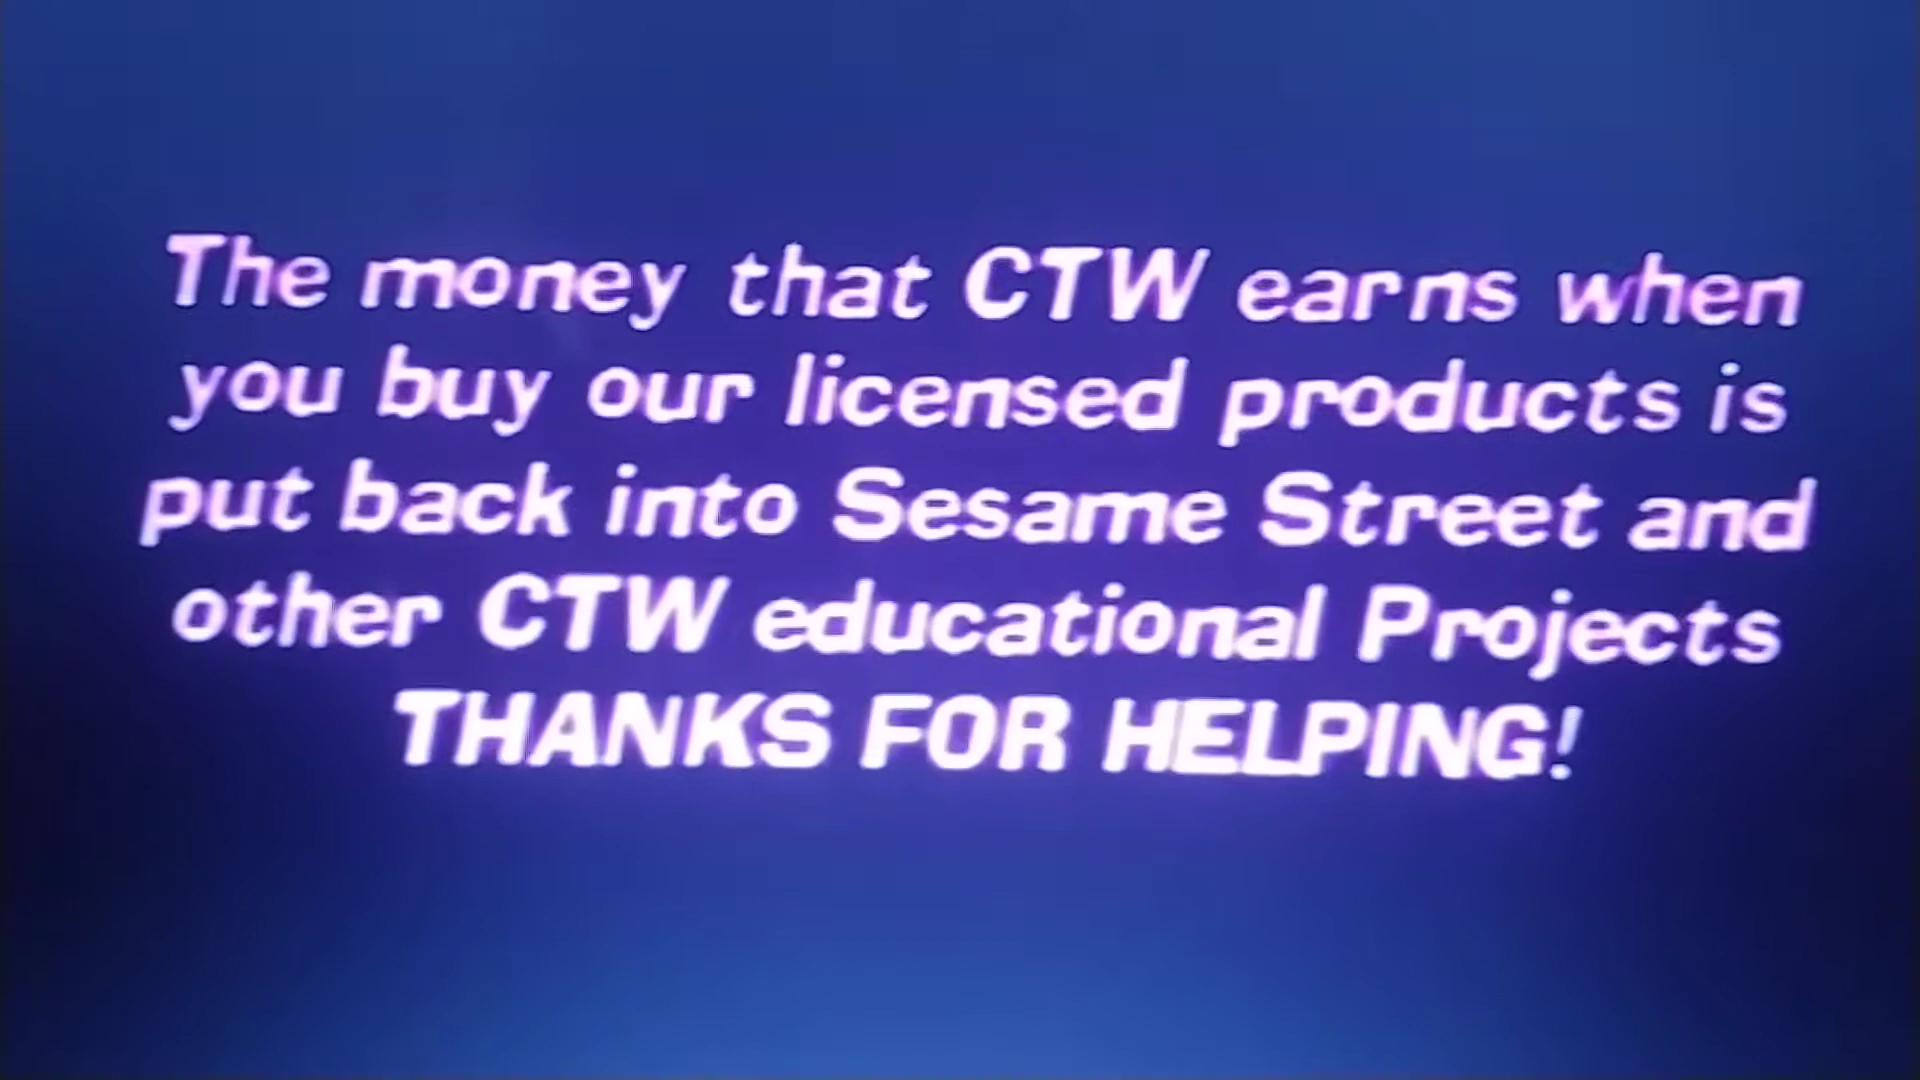 The money that CTW earns when
you buy our licensed products is
put back into Sesame Street and
other CTW educational Projects
THANKS FOR HELPING!